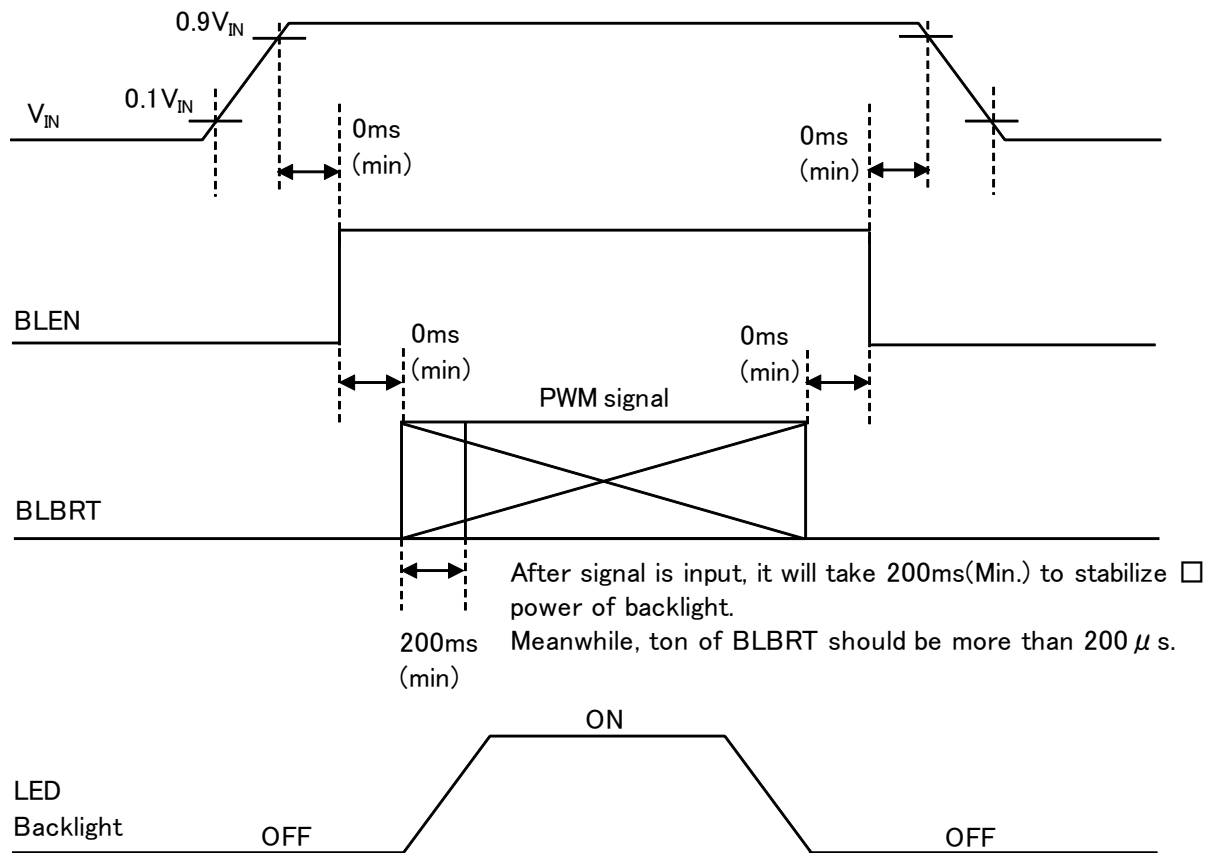 0.9VIN
0.1VIN
VIN
0ms
(min)
0ms
(min)
BLEN
0ms
(min)
0ms
(min)
PWM signal
BLBRT
After signal is input, it will take 200ms(Min.) to stabilize □
power of backlight.
Meanwhile, ton of BLBRT should be more than 200 μ s.
200ms
(min)
ON
LED
Backlight
OFF
OFF